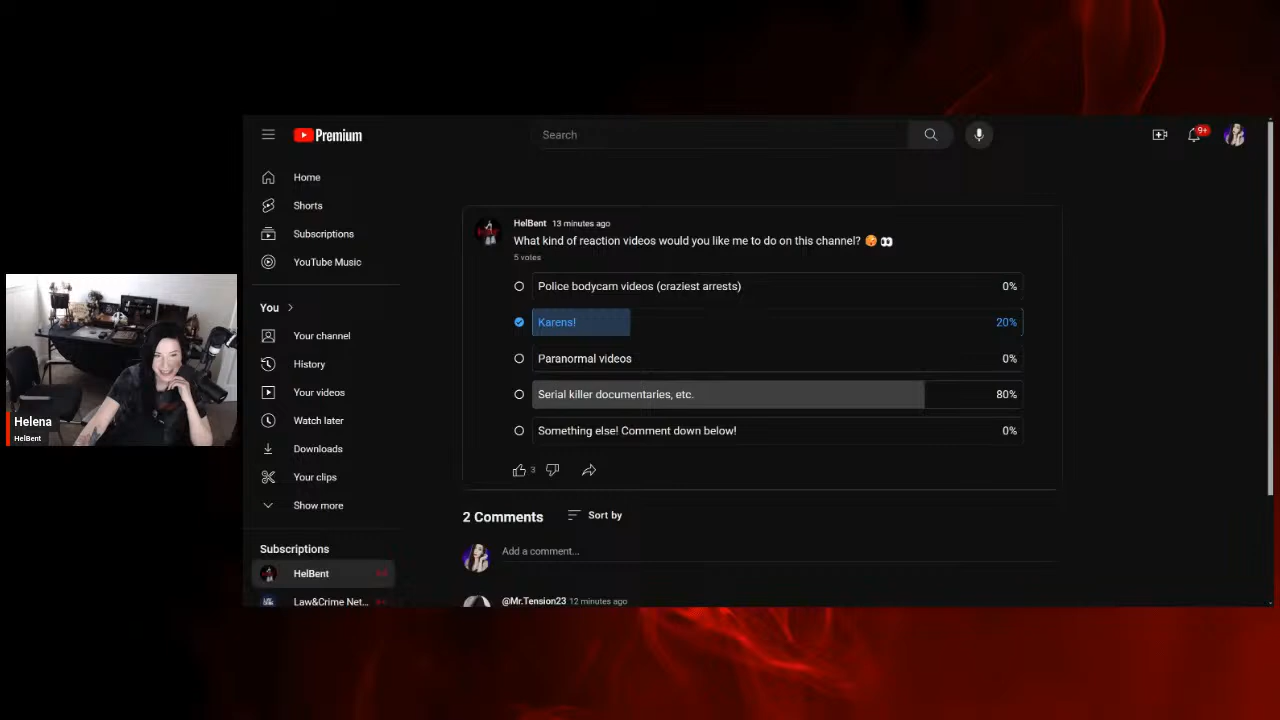 Premium
Search
9+
Home
Shorts
Subscriptions
YouTube Music
You
Your channel
History
Your videos
Watch later
Downloads
Your clips
Show more
Subscriptions
HelBent
Law&Crime Net...
HelBent 13 minutes ago
What kind of reaction videos would you like me to do on this channel? 🥵 👀
5 votes
Police bodycam videos (craziest arrests) 0%
Karens! 20%
Paranormal videos 0%
Serial killer documentaries, etc. 80%
Something else! Comment down below! 0%
3
2 Comments Sort by
Add a comment...
@Mr.Tension23 12 minutes ago
Helena
HelBent